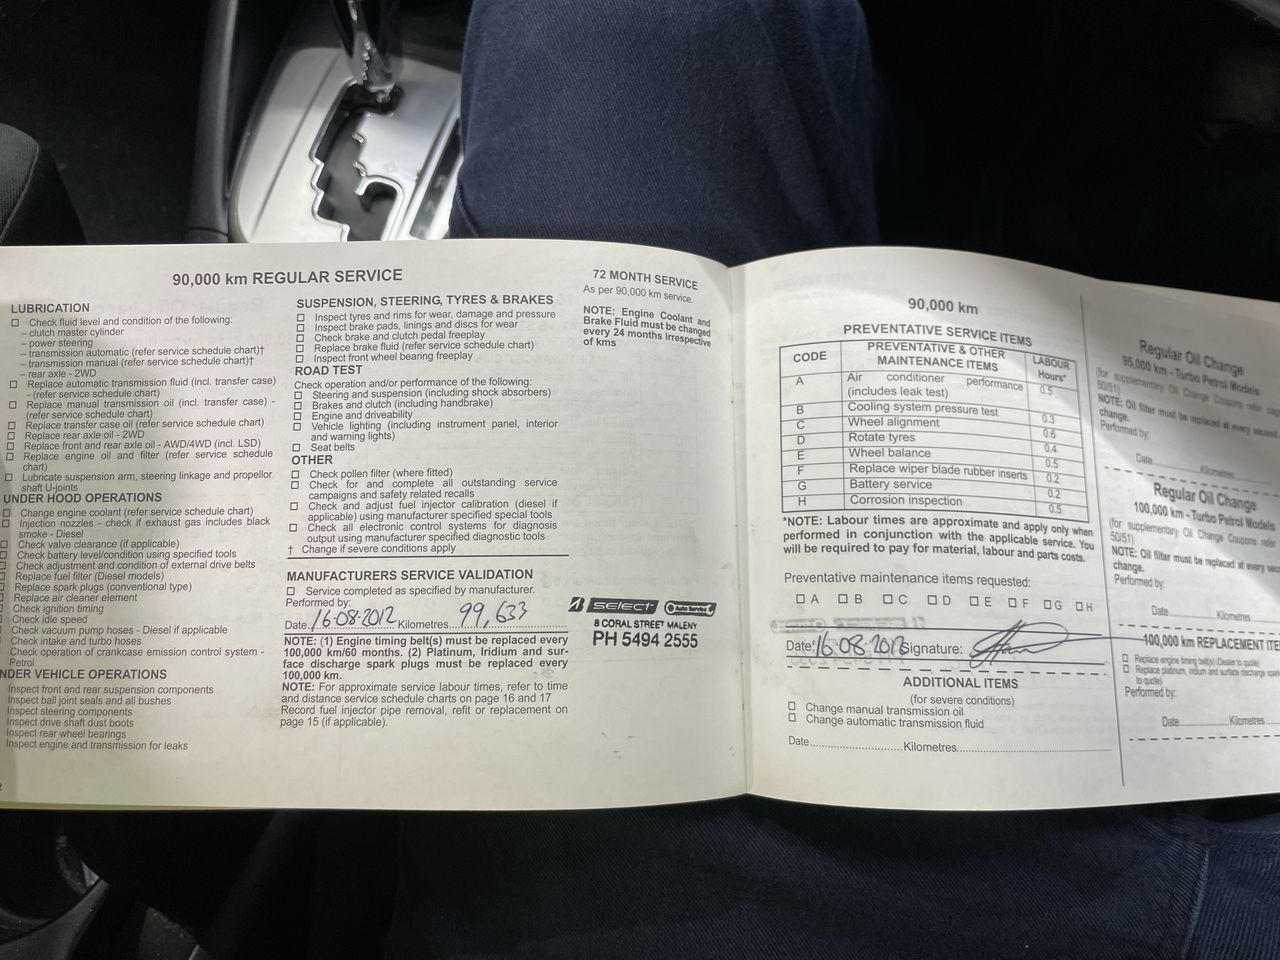 90,000 km REGULAR SERVICE
LUBRICATION
Check fluid level and condition of the following:
– clutch master cylinder
– power steering
– transmission automatic (refer service schedule chart)†
– transmission manual (refer service schedule chart)†
– rear axle - 2WD
Replace automatic transmission fluid (incl. transfer case)
- (refer service schedule chart)
Replace manual transmission oil (incl. transfer case) -
(refer service schedule chart)
Replace transfer case oil (refer service schedule chart)
Replace rear axle oil - 2WD
Replace front and rear axle oil - AWD/4WD (incl. LSD)
Replace engine oil and filter (refer service schedule
chart)
Lubricate suspension arm, steering linkage and propellor
shaft U-joints
UNDER HOOD OPERATIONS
Change engine coolant (refer service schedule chart)
Injection nozzles - check if exhaust gas includes black
smoke - Diesel
Check valve clearance (if applicable)
Check battery level/condition using specified tools
Check adjustment and condition of external drive belts
Replace fuel filter (Diesel models)
Replace spark plugs (conventional type)
Replace air cleaner element
Check ignition timing
Check idle speed
Check vacuum pump hoses - Diesel if applicable
Check intake and turbo hoses
Check operation of crankcase emission control system -
Petrol
NDER VEHICLE OPERATIONS
Inspect front and rear suspension components
Inspect ball joint seals and all bushes
Inspect steering components
Inspect drive shaft dust boots
Inspect rear wheel bearings
Inspect engine and transmission for leaks
SUSPENSION, STEERING, TYRES & BRAKES
Inspect tyres and rims for wear, damage and pressure
Inspect brake pads, linings and discs for wear
Check brake and clutch pedal freeplay
Replace brake fluid (refer service schedule chart)
Inspect front wheel bearing freeplay
ROAD TEST
Check operation and/or performance of the following:
Steering and suspension (including shock absorbers)
Brakes and clutch (including handbrake)
Engine and driveability
Vehicle lighting (including instrument panel, interior
and warning lights)
Seat belts
OTHER
Check pollen filter (where fitted)
Check for and complete all outstanding service
campaigns and safety related recalls
Check and adjust fuel injector calibration (diesel if
applicable) using manufacturer specified special tools
Check all electronic control systems for diagnosis
output using manufacturer specified diagnostic tools
† Change if severe conditions apply
MANUFACTURERS SERVICE VALIDATION
Service completed as specified by manufacturer.
Performed by:
Date 16-08-2012 Kilometres 99,633
NOTE: (1) Engine timing belt(s) must be replaced every
100,000 km/60 months. (2) Platinum, Iridium and sur-
face discharge spark plugs must be replaced every
100,000 km.
NOTE: For approximate service labour times, refer to time
and distance service schedule charts on page 16 and 17
Record fuel injector pipe removal, refit or replacement on
page 15 (if applicable).
72 MONTH SERVICE
As per 90,000 km service.
NOTE: Engine Coolant and
Brake Fluid must be changed
every 24 months irrespective
of kms
SELECT Auto Service
8 CORAL STREET MALENY
PH 5494 2555
90,000 km
PREVENTATIVE SERVICE ITEMS
CODE PREVENTATIVE & OTHER MAINTENANCE ITEMS LABOUR Hours*
A Air conditioner performance (includes leak test) 0.5
B Cooling system pressure test 0.3
C Wheel alignment 0.6
D Rotate tyres 0.4
E Wheel balance 0.5
F Replace wiper blade rubber inserts 0.2
G Battery service 0.2
H Corrosion inspection 0.5
*NOTE: Labour times are approximate and apply only when
performed in conjunction with the applicable service. You
will be required to pay for material, labour and parts costs.
Preventative maintenance items requested:
A B C D E F G H
Date: 16-08-2012 Signature:
ADDITIONAL ITEMS
(for severe conditions)
Change manual transmission oil
Change automatic transmission fluid
Date Kilometres
Regular Oil Change
95,000 km - Turbo Petrol Models
(for supplementary Oil Change Coupons refer
50/51)
NOTE: Oil filter must be replaced at every second
change.
Performed by:
Date Kilometres
Regular Oil Change
100,000 km - Turbo Petrol Models
(for supplementary Oil Change Coupons refer
50/51)
NOTE: Oil filter must be replaced at every
change.
Performed by:
Date Kilometres
100,000 km REPLACEMENT ITE
Replace engine timing belt(s) (Dealer to quote)
Replace platinum, iridium and surface discharge
to quote)
Performed by:
Date Kilometres